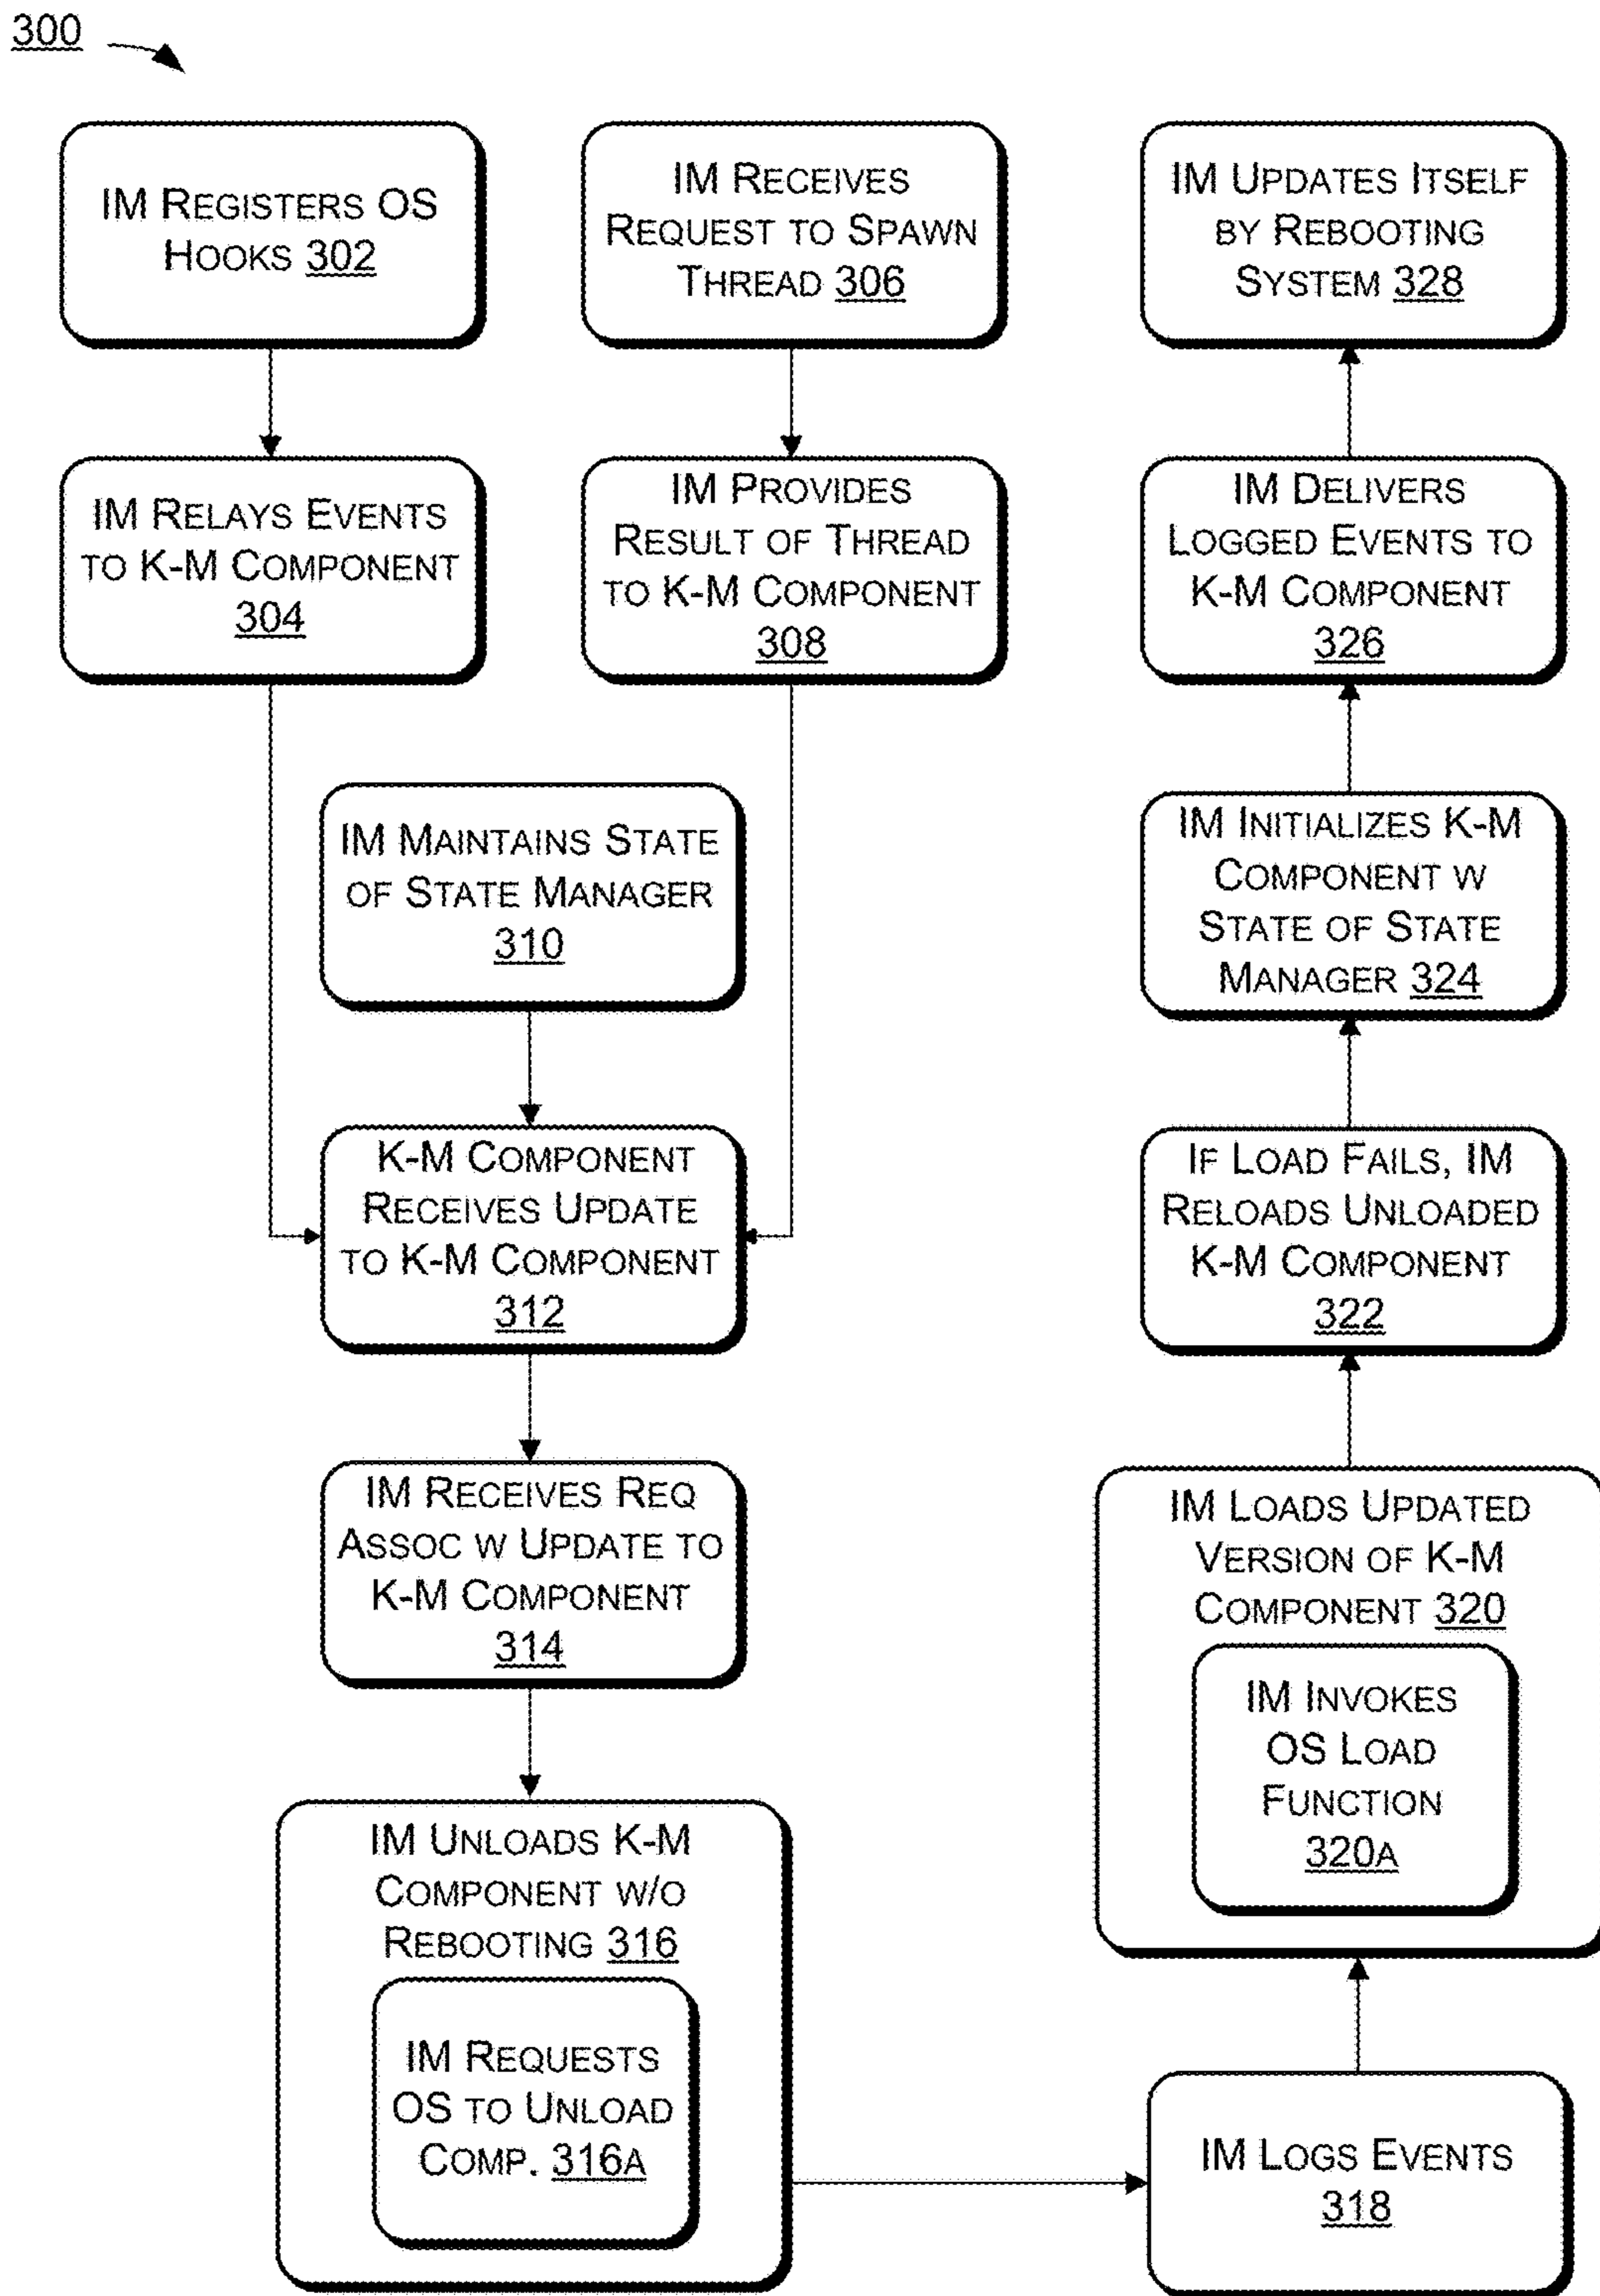 300
IM REGISTERS OS
HOOKS 302
IM RELAYS EVENTS
TO K-M COMPONENT
304
IM RECEIVES
REQUEST TO SPAWN
THREAD 306
IM PROVIDES
RESULT OF THREAD
TO K-M COMPONENT
308
IM MAINTAINS STATE
OF STATE MANAGER
310
K-M COMPONENT
RECEIVES UPDATE
TO K-M COMPONENT
312
IM RECEIVES REQ
ASSOC W UPDATE TO
K-M COMPONENT
314
IM UNLOADS K-M
COMPONENT W/O
REBOOTING 316
IM REQUESTS
OS TO UNLOAD
COMP. 316A
IM LOGS EVENTS
318
IM LOADS UPDATED
VERSION OF K-M
COMPONENT 320
IM INVOKES
OS LOAD
FUNCTION
320A
IF LOAD FAILS, IM
RELOADS UNLOADED
K-M COMPONENT
322
IM INITIALIZES K-M
COMPONENT W
STATE OF STATE
MANAGER 324
IM DELIVERS
LOGGED EVENTS TO
K-M COMPONENT
326
IM UPDATES ITSELF
BY REBOOTING
SYSTEM 328